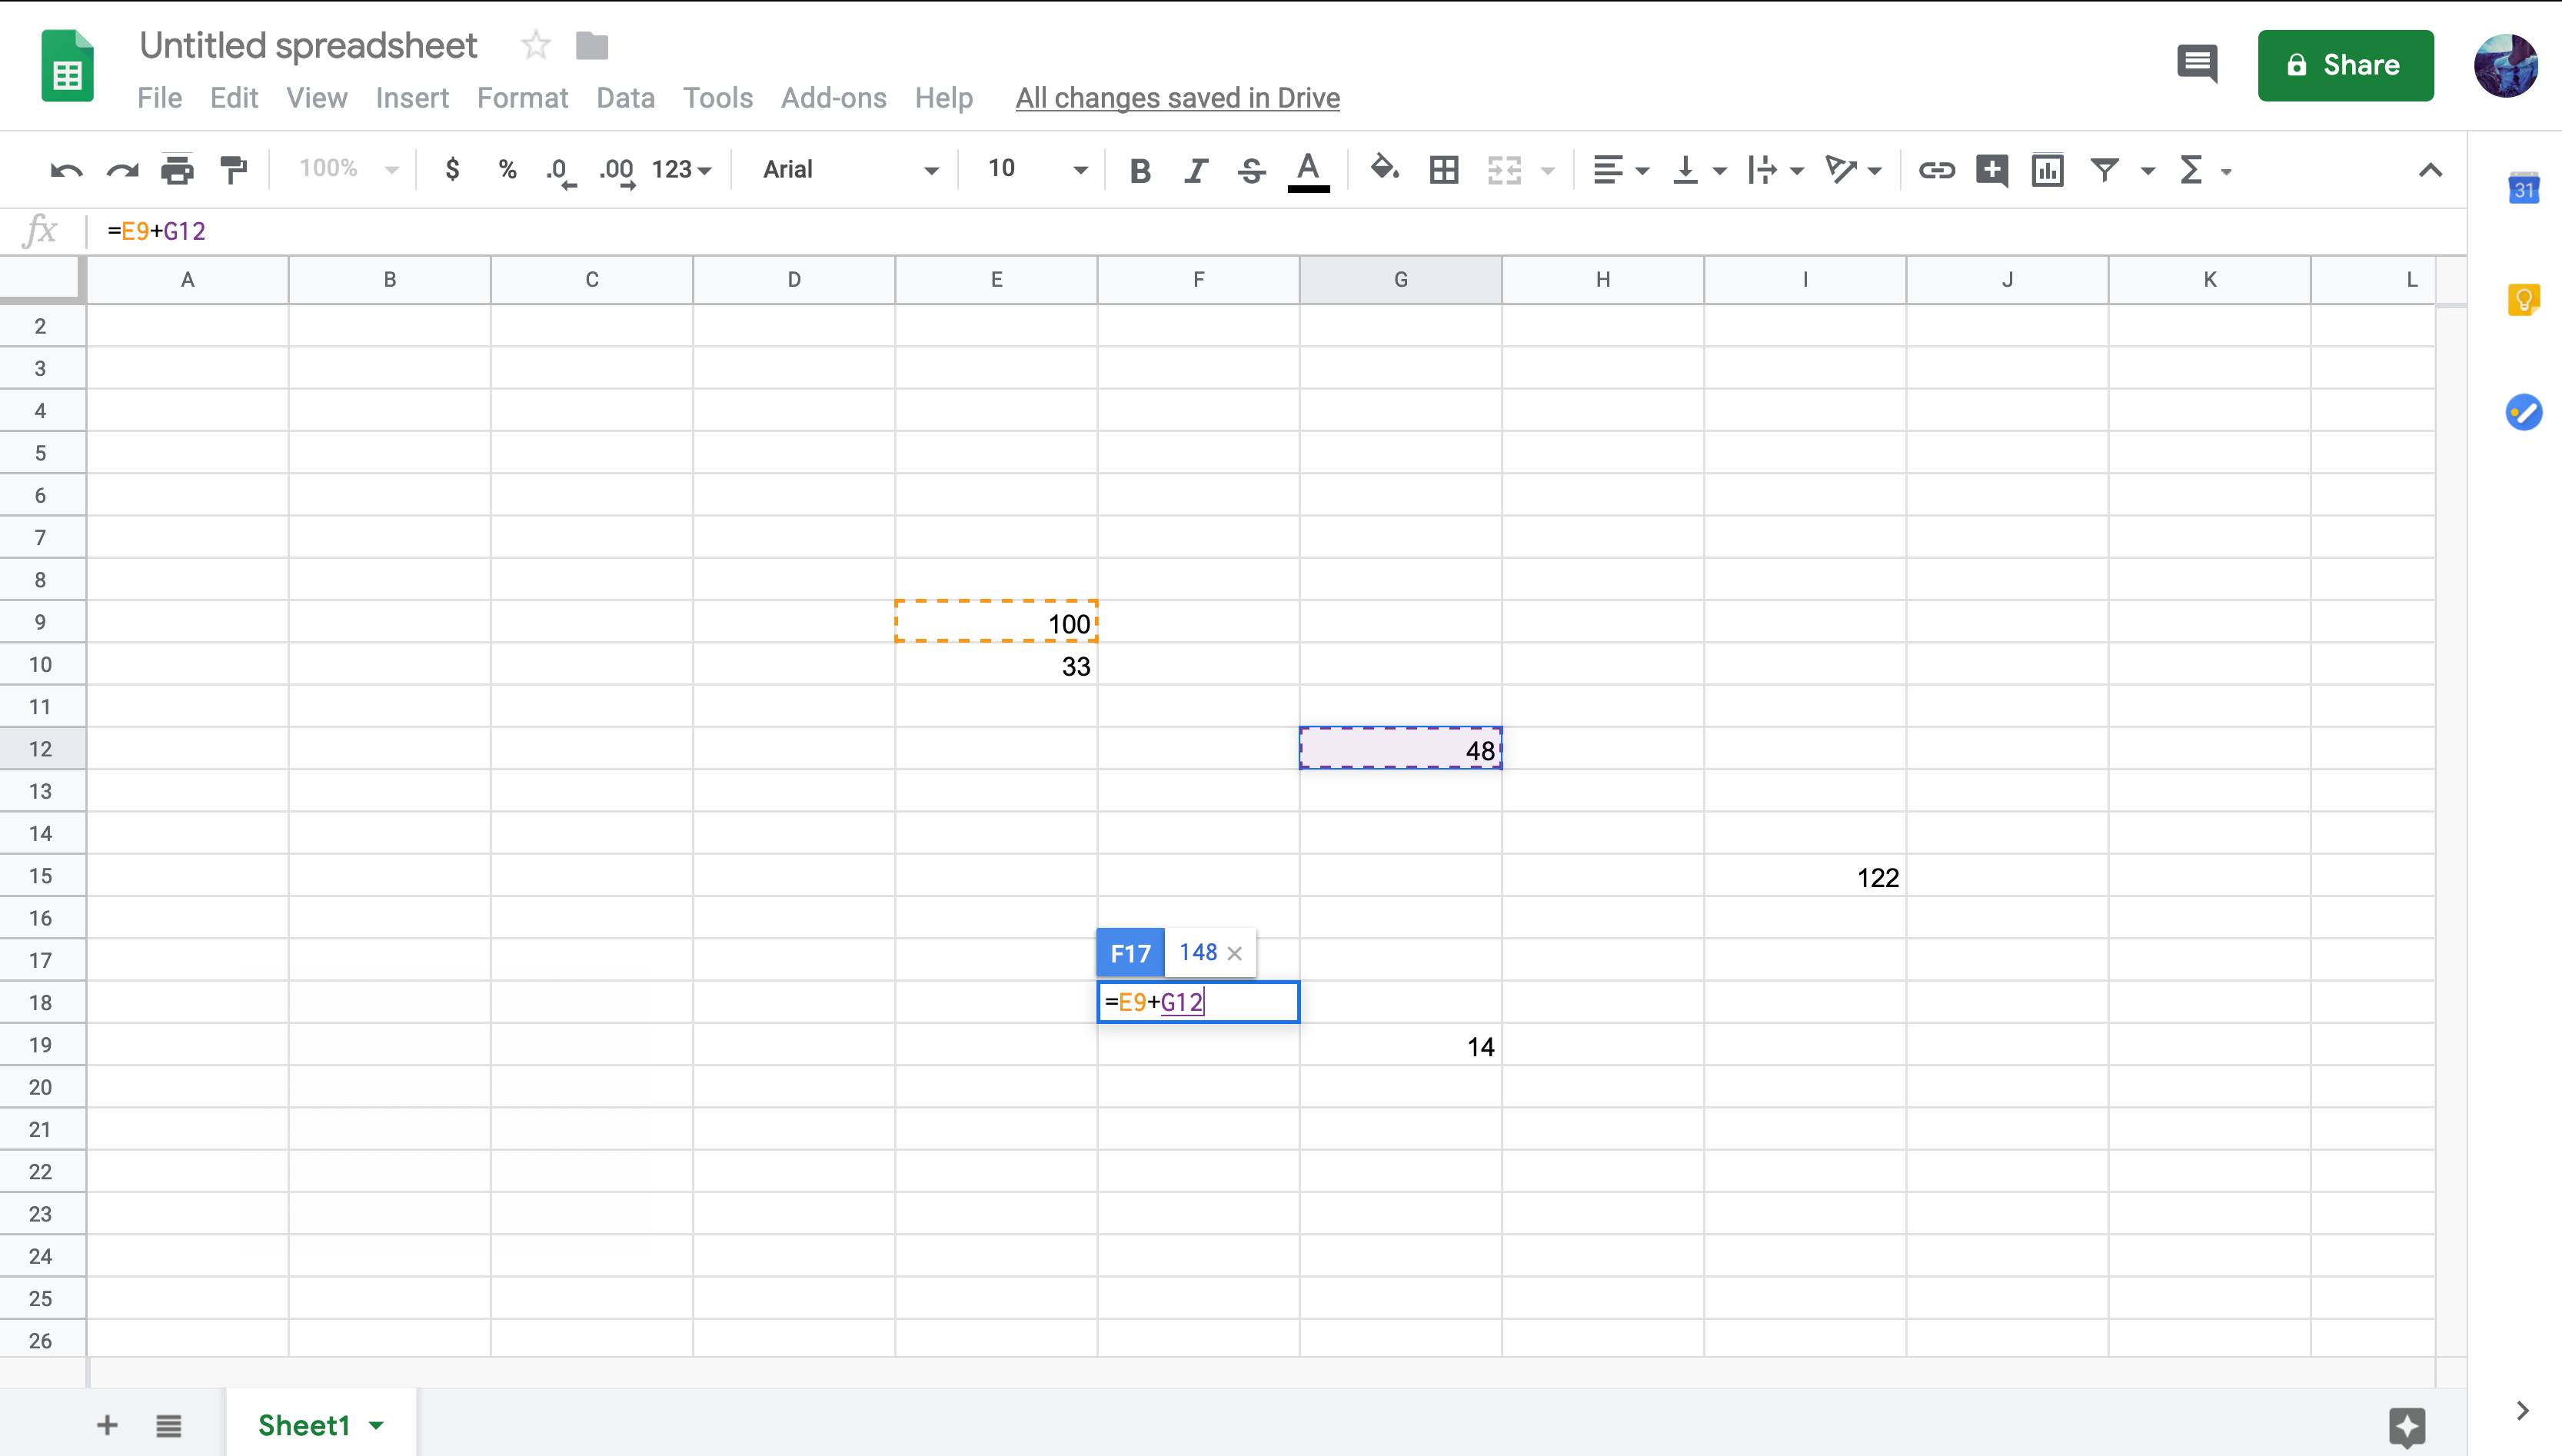 Untitled spreadsheet
File Edit View Insert Format Data Tools Add-ons Help All changes saved in Drive
Share
100% $ % .0 .00 123 Arial 10 B I S A Σ
31
fx =E9+G12
A B C D E F G H I J K L
2
3
4
5
6
7
8
9 100
10 33
11
12 48
13
14
15 122
16
17 F17 148 ×
18 =E9+G12
19 14
20
21
22
23
24
25
26
+ Sheet1